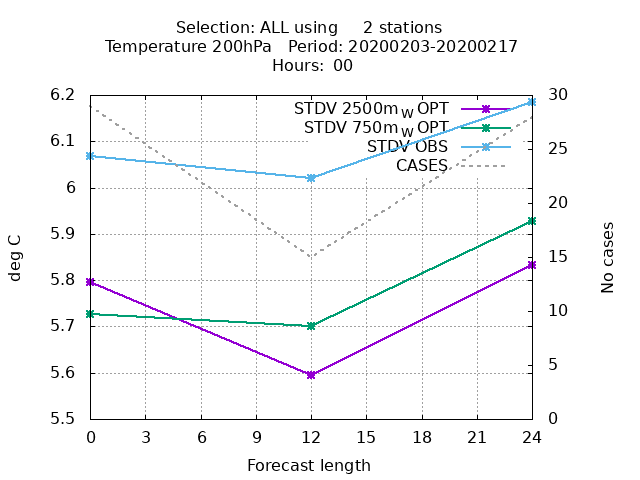 Selection: ALL using 2 stations
Temperature 200hPa Period: 20200203-20200217
Hours: 00
STDV 2500m_W OPT
STDV 750m_W OPT
STDV OBS
CASES
6.2
6.1
6
5.9
5.8
5.7
5.6
5.5
deg C
30
25
20
15
10
5
0
No cases
0 3 6 9 12 15 18 21 24
Forecast length